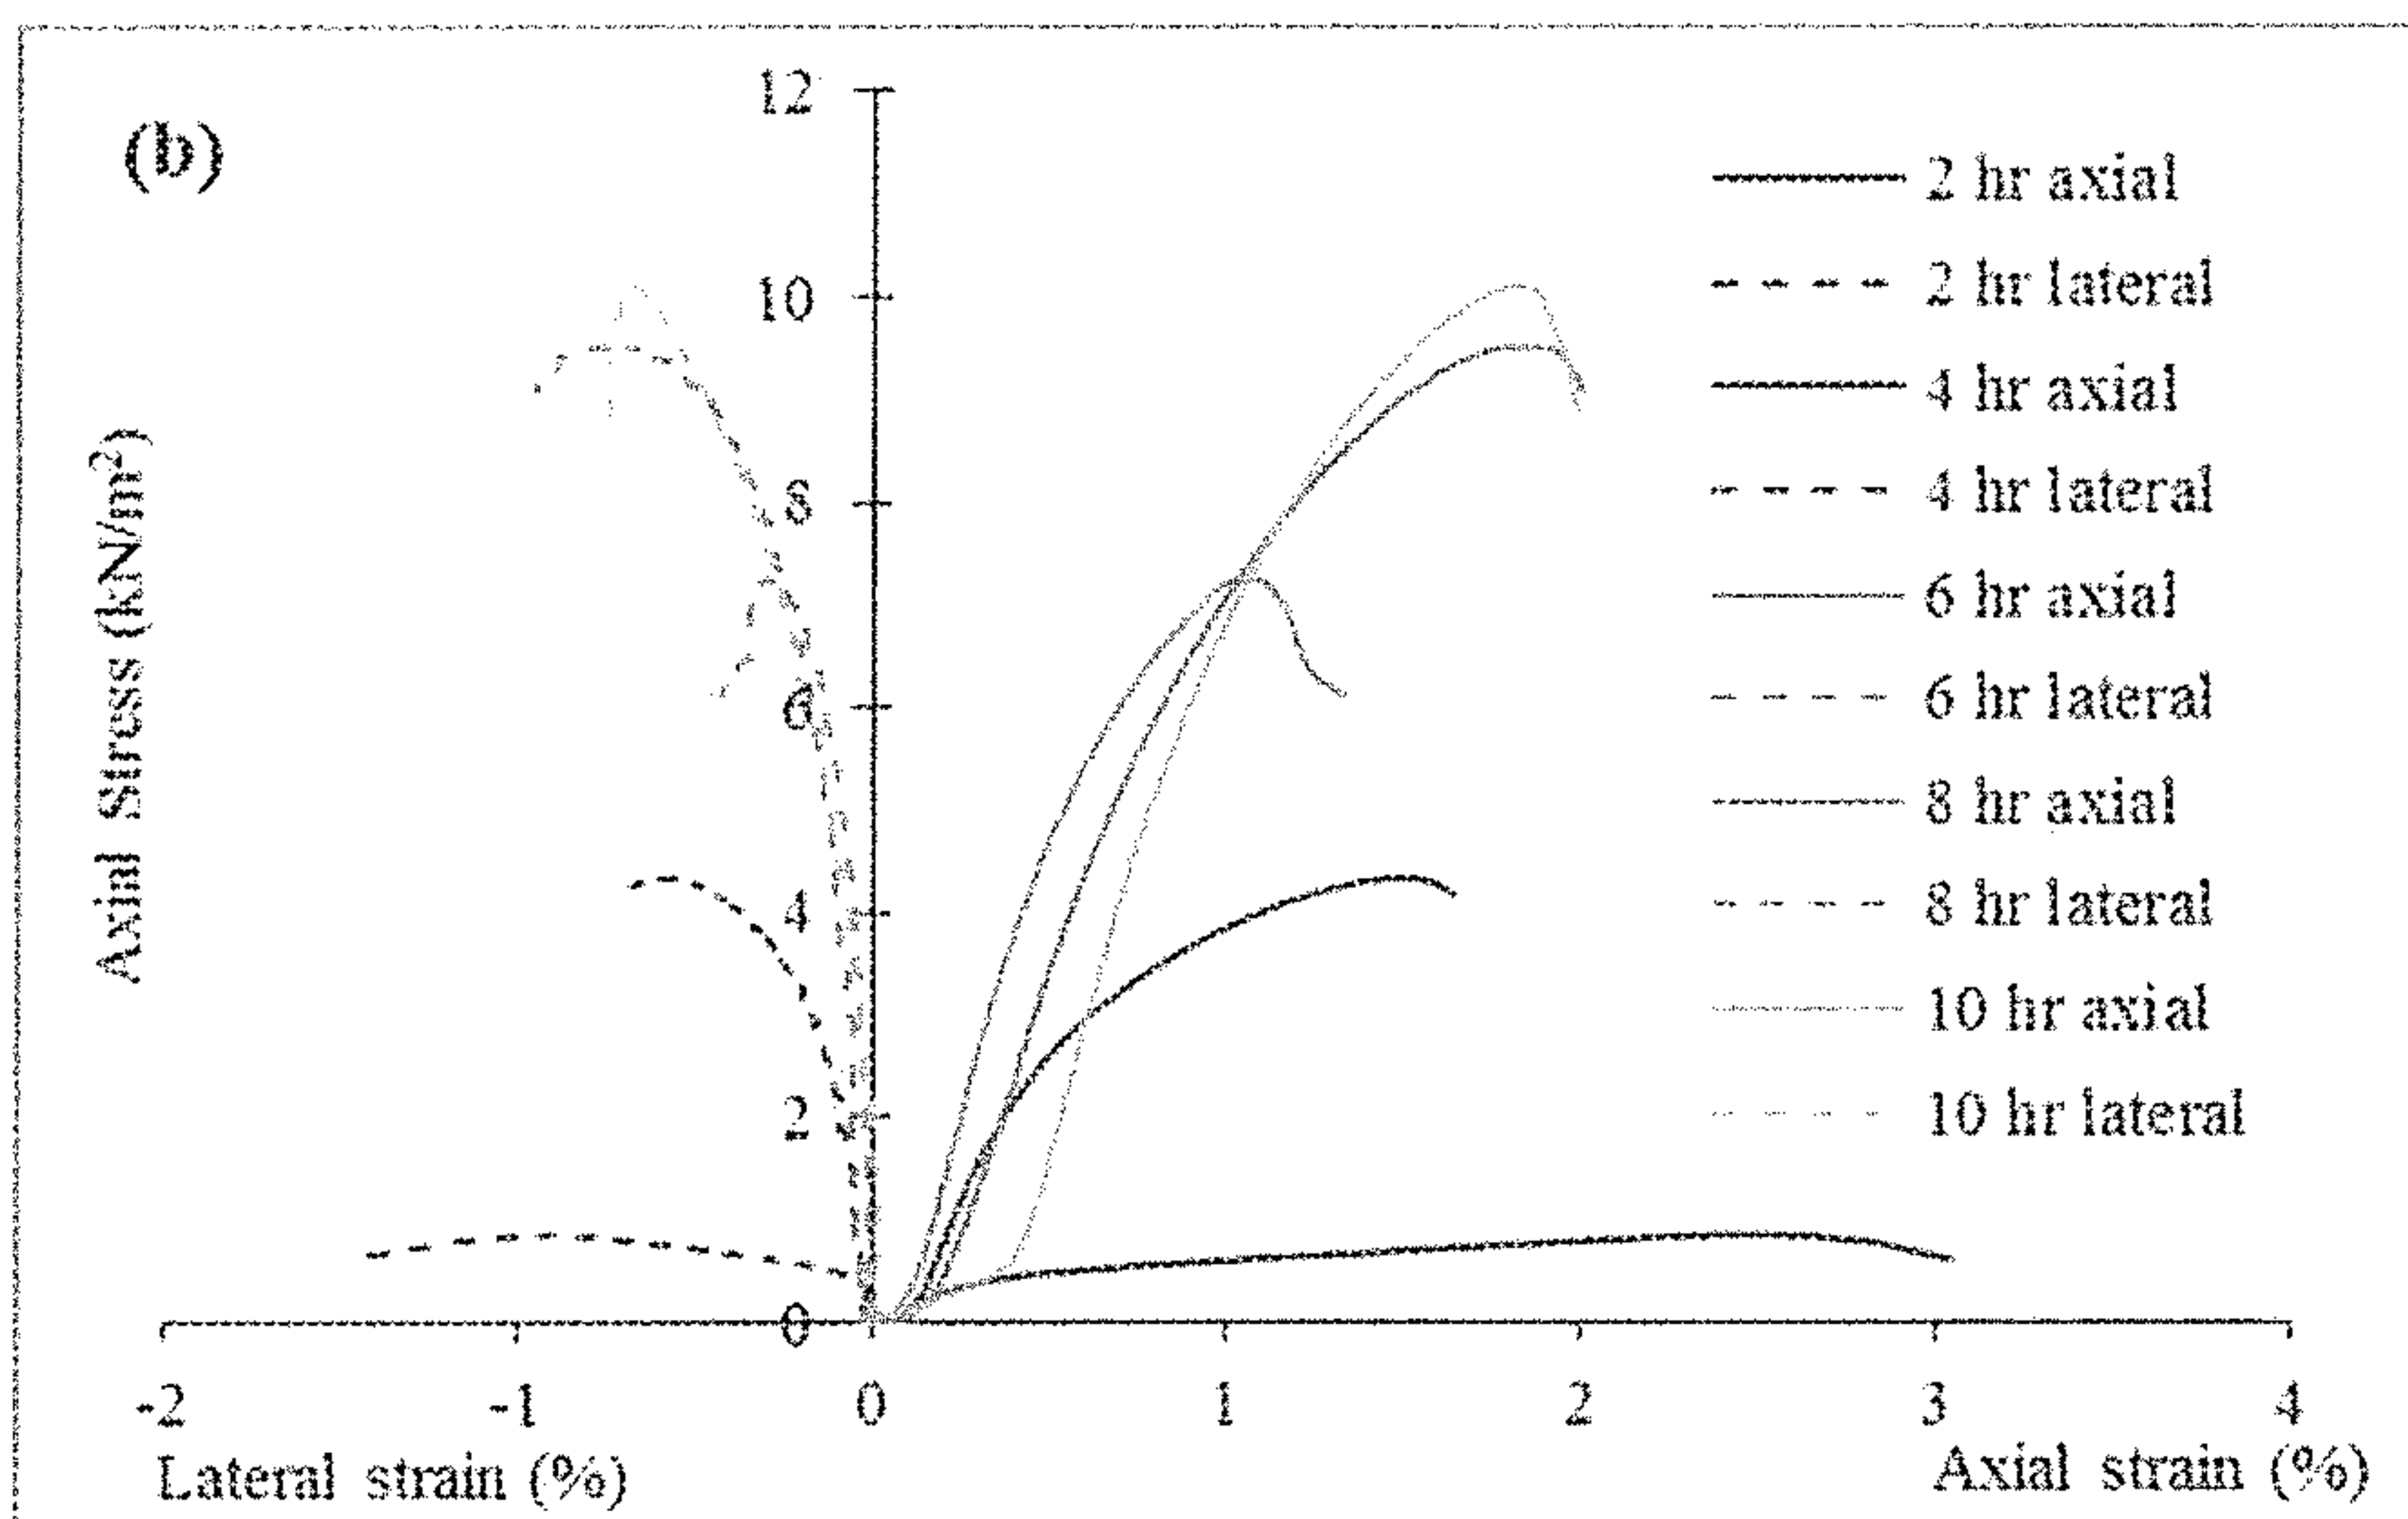 (b)
12
10
8
6
4
2
0
Axial Stress (kN/m²)
2 hr axial
2 hr lateral
4 hr axial
4 hr lateral
6 hr axial
6 hr lateral
8 hr axial
8 hr lateral
10 hr axial
10 hr lateral
-2 -1 0 1 2 3 4
Lateral strain (%) Axial strain (%)